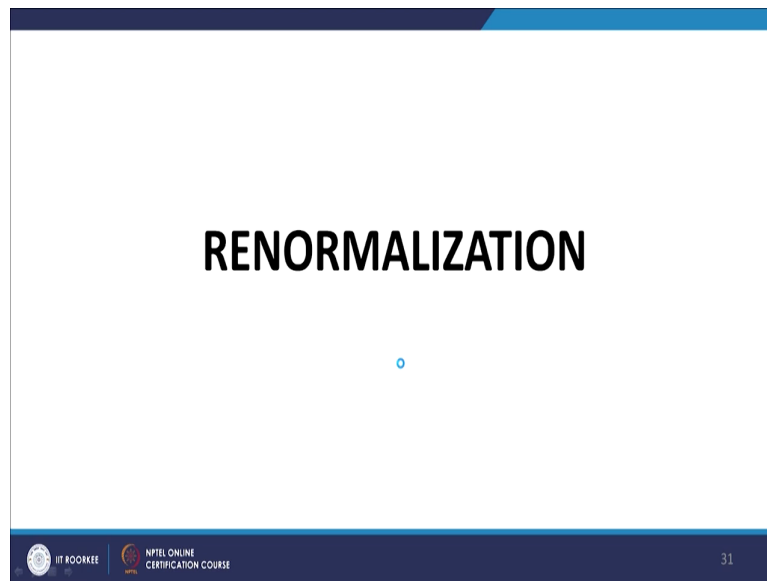 RENORMALIZATION
IIT ROORKEE
NPTEL ONLINE
CERTIFICATION COURSE
31